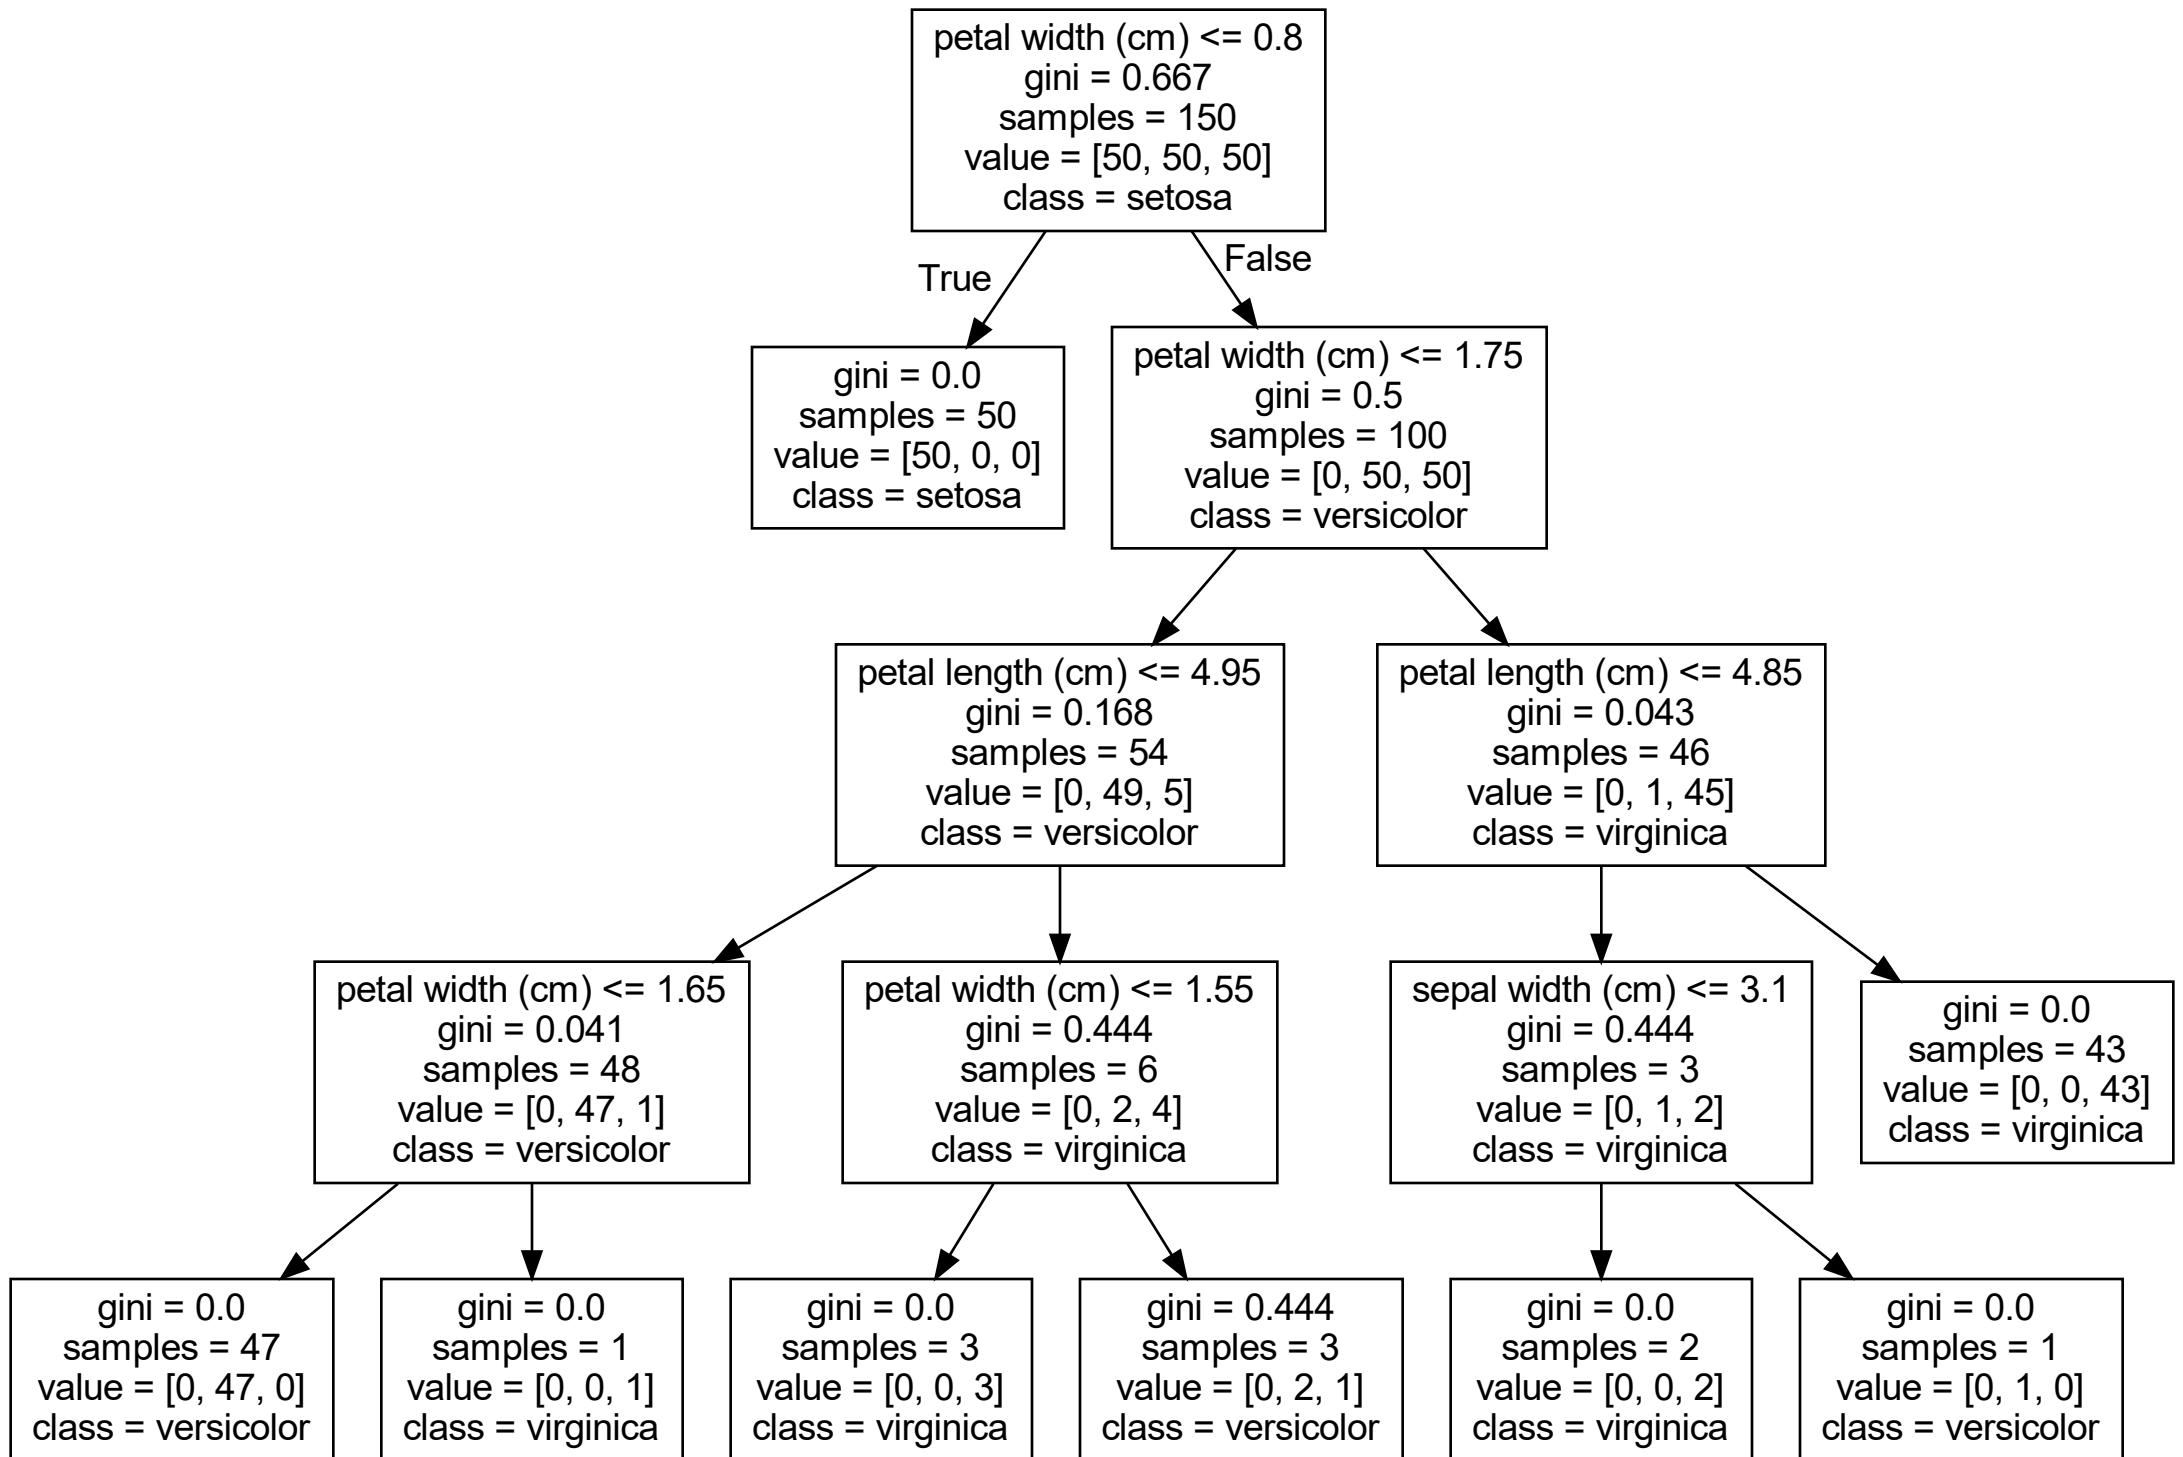 petal width (cm) <= 0.8
gini = 0.667
samples = 150
value = [50, 50, 50]
class = setosa
True
False
gini = 0.0
samples = 50
value = [50, 0, 0]
class = setosa
petal width (cm) <= 1.75
gini = 0.5
samples = 100
value = [0, 50, 50]
class = versicolor
petal length (cm) <= 4.95
gini = 0.168
samples = 54
value = [0, 49, 5]
class = versicolor
petal length (cm) <= 4.85
gini = 0.043
samples = 46
value = [0, 1, 45]
class = virginica
petal width (cm) <= 1.65
gini = 0.041
samples = 48
value = [0, 47, 1]
class = versicolor
petal width (cm) <= 1.55
gini = 0.444
samples = 6
value = [0, 2, 4]
class = virginica
sepal width (cm) <= 3.1
gini = 0.444
samples = 3
value = [0, 1, 2]
class = virginica
gini = 0.0
samples = 43
value = [0, 0, 43]
class = virginica
gini = 0.0
samples = 47
value = [0, 47, 0]
class = versicolor
gini = 0.0
samples = 1
value = [0, 0, 1]
class = virginica
gini = 0.0
samples = 3
value = [0, 0, 3]
class = virginica
gini = 0.444
samples = 3
value = [0, 2, 1]
class = versicolor
gini = 0.0
samples = 2
value = [0, 0, 2]
class = virginica
gini = 0.0
samples = 1
value = [0, 1, 0]
class = versicolor